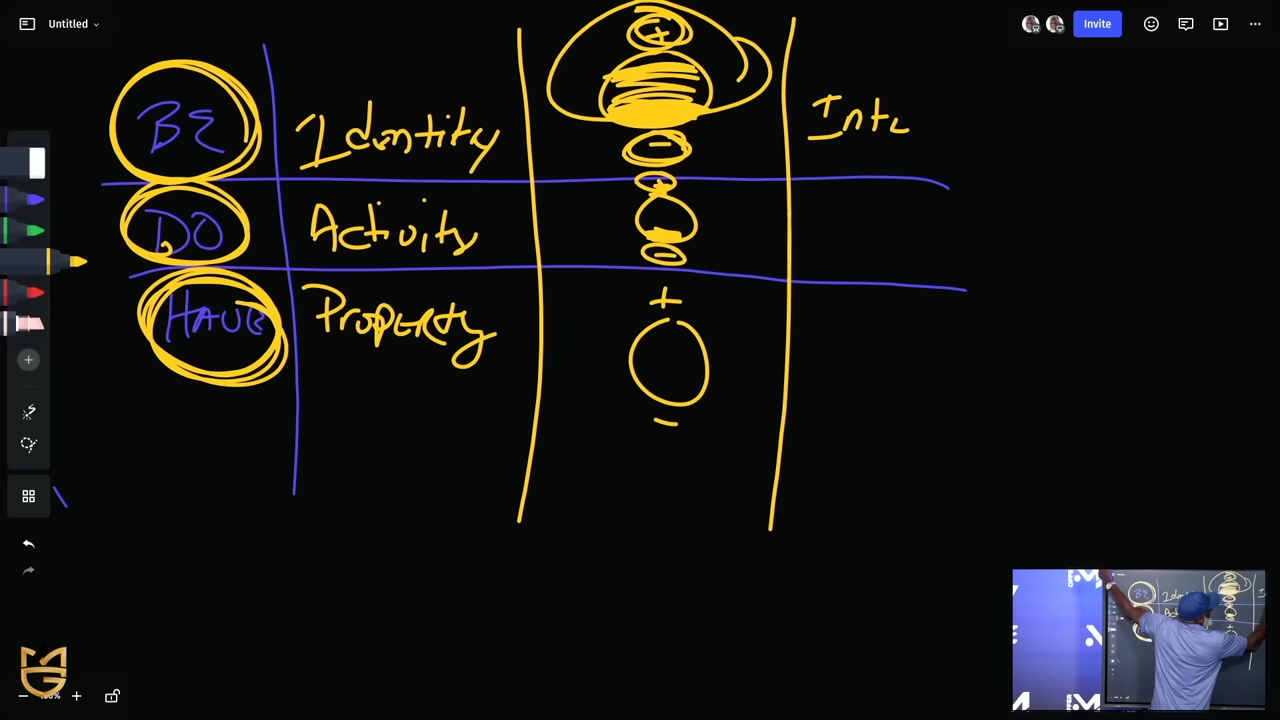 Untitled
Invite
BE Identity + Inte
-
DO Activity
-
HAVE Property +
-